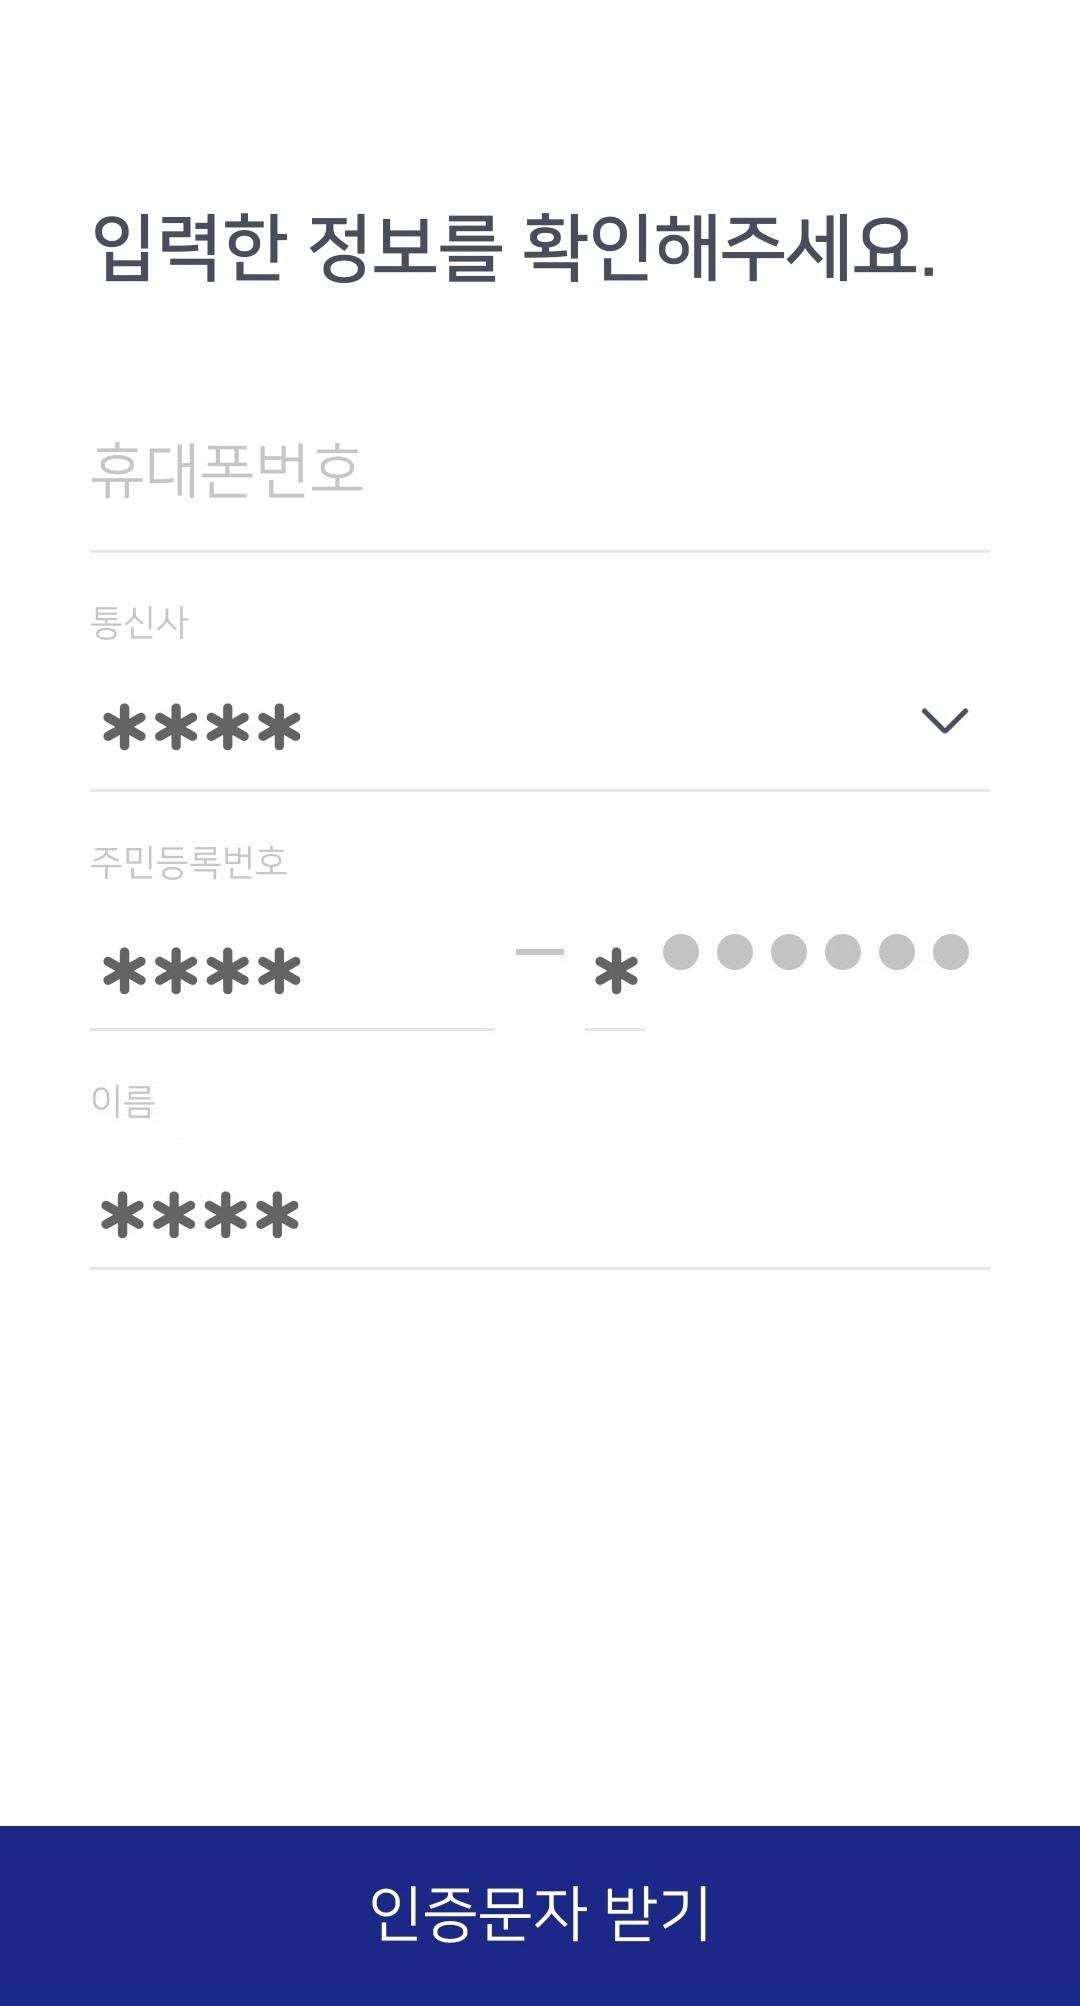 입력한 정보를 확인해주세요.
휴대폰번호
통신사
****
주민등록번호
**** - *●●●●●●
이름
****
인증문자 받기